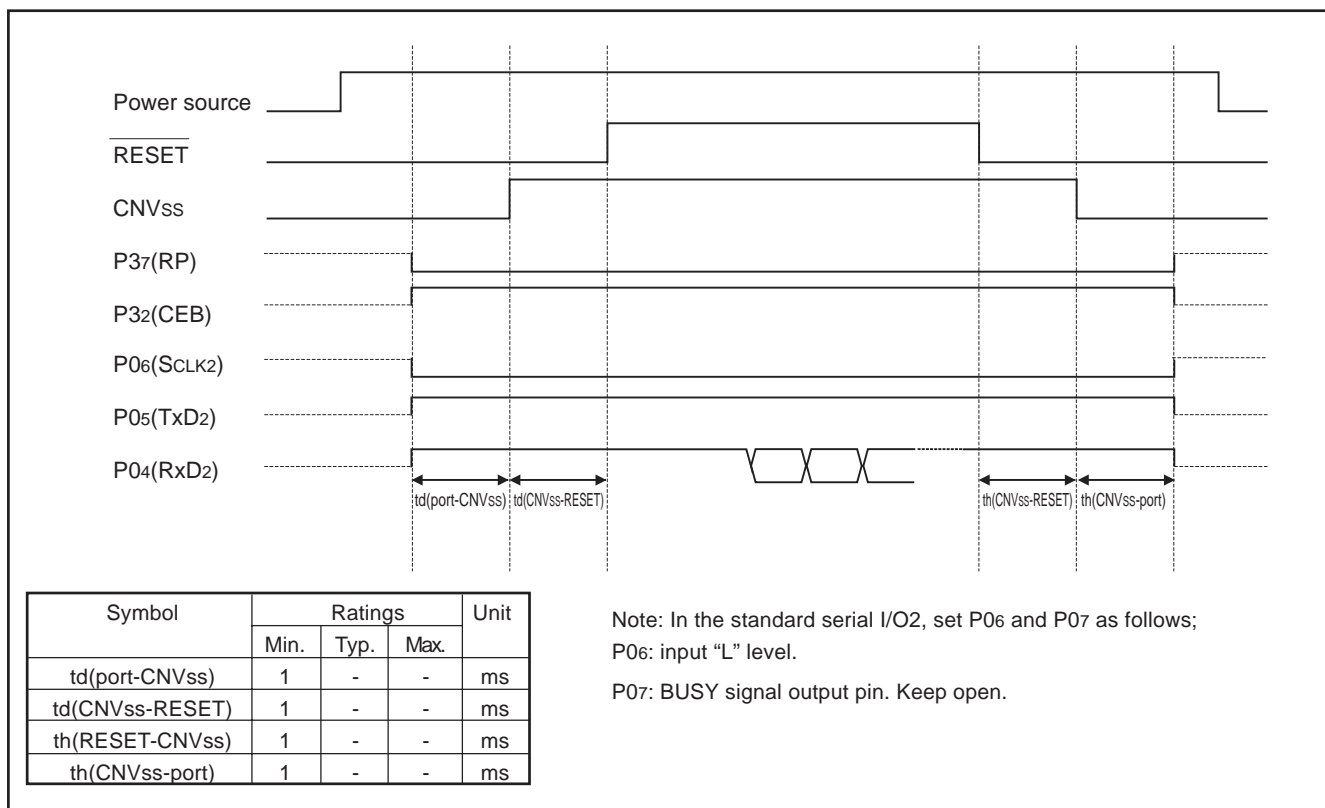 Power source
RESET
CNVss
P37(RP)
P32(CEB)
P06(SCLK2)
P05(TxD2)
P04(RxD2)
td(port-CNVss) td(CNVss-RESET) th(CNVss-RESET) th(CNVss-port)
Symbol Ratings Unit
Min. Typ. Max.
td(port-CNVss) 1 - - ms
td(CNVss-RESET) 1 - - ms
th(RESET-CNVss) 1 - - ms
th(CNVss-port) 1 - - ms
Note: In the standard serial I/O2, set P06 and P07 as follows;
P06: input “L” level.
P07: BUSY signal output pin. Keep open.